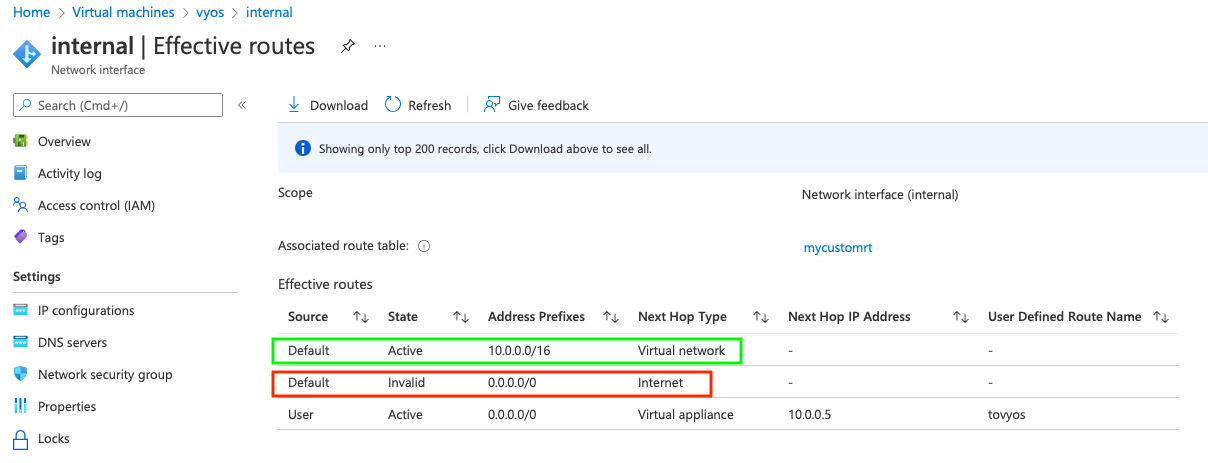 Home > Virtual machines > vyos > internal
internal | Effective routes ...
Network interface
Search (Cmd+/) «
Overview
Activity log
Access control (IAM)
Tags
Settings
IP configurations
DNS servers
Network security group
Properties
Locks
Download Refresh Give feedback
Showing only top 200 records, click Download above to see all.
Scope Network interface (internal)
Associated route table: mycustomrt
Effective routes
Source State Address Prefixes Next Hop Type Next Hop IP Address User Defined Route Name
Default Active 10.0.0.0/16 Virtual network - -
Default Invalid 0.0.0.0/0 Internet - -
User Active 0.0.0.0/0 Virtual appliance 10.0.0.5 tovyos